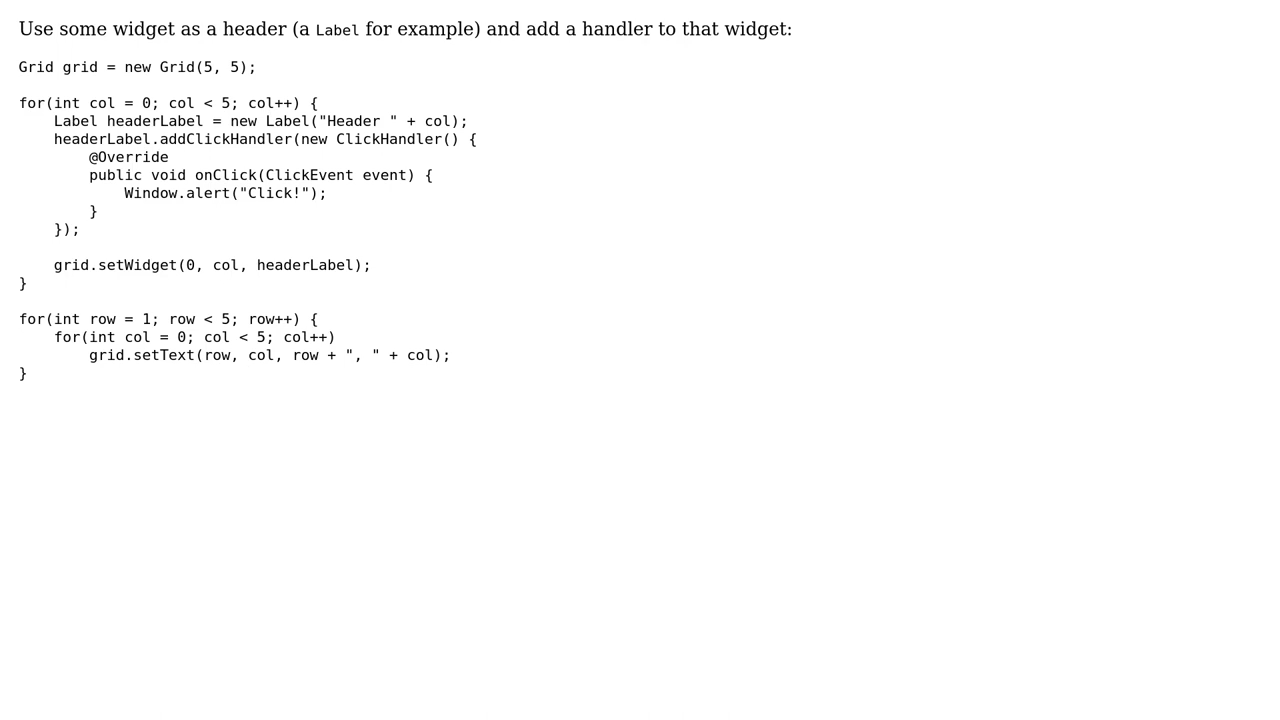 Use some widget as a header (a Label for example) and add a handler to that widget:
Grid grid = new Grid(5, 5);
for(int col = 0; col < 5; col++) {
    Label headerLabel = new Label("Header " + col);
    headerLabel.addClickHandler(new ClickHandler() {
        @Override
        public void onClick(ClickEvent event) {
            Window.alert("Click!");
        }
    });
    grid.setWidget(0, col, headerLabel);
}
for(int row = 1; row < 5; row++) {
    for(int col = 0; col < 5; col++)
        grid.setText(row, col, row + ", " + col);
}